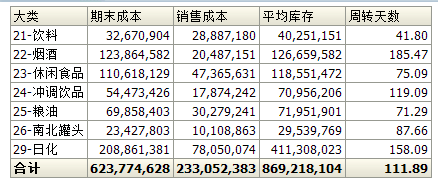 大类 期末成本 销售成本 平均库存 周转天数
21-饮料 32,670,904 28,887,180 40,251,151 41.80
22-烟酒 123,864,582 20,487,151 126,659,582 185.47
23-休闲食品 110,618,129 47,365,631 118,551,472 75.09
24-冲调饮品 54,473,426 17,874,242 70,956,206 119.09
25-粮油 69,858,403 30,279,241 71,951,901 71.29
26-南北罐头 23,427,803 10,108,863 29,539,769 87.66
29-日化 208,861,381 78,050,074 411,308,023 158.09
合计 623,774,628 233,052,383 869,218,104 111.89